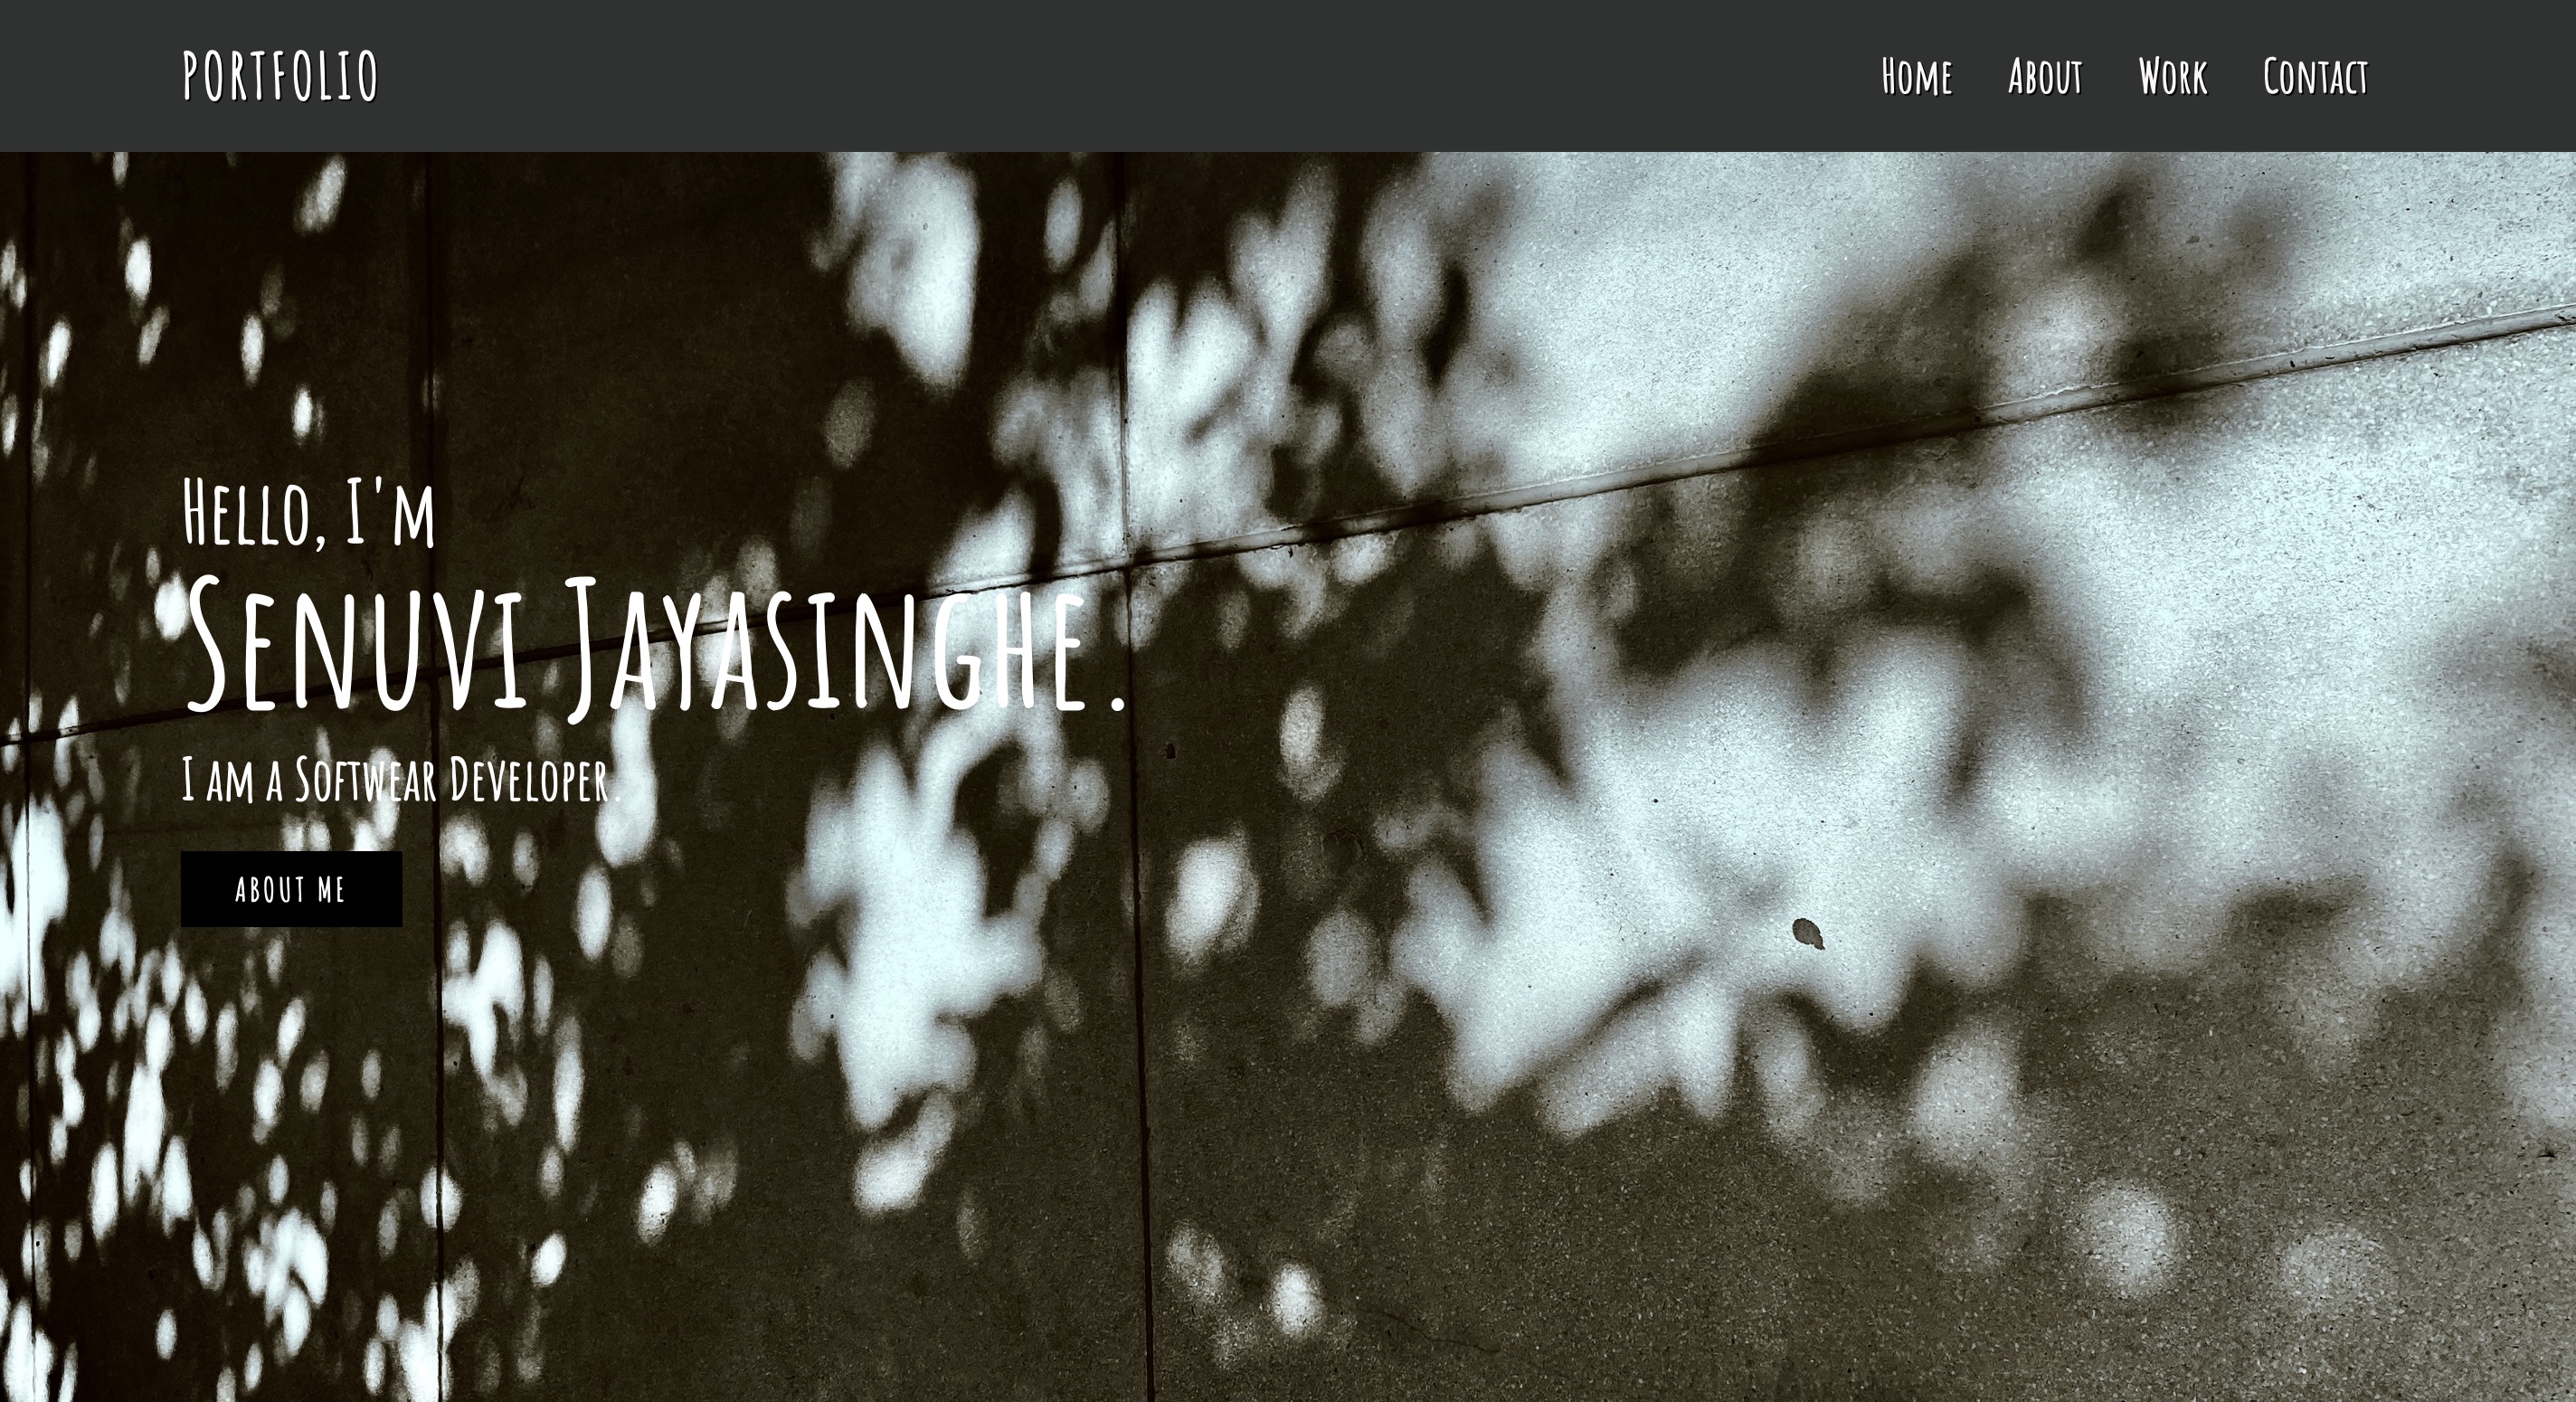 PORTFOLIO
Home About Work Contact
Hello, I'm
Senuvi Jayasinghe.
I am a Softwear Developer.
ABOUT ME